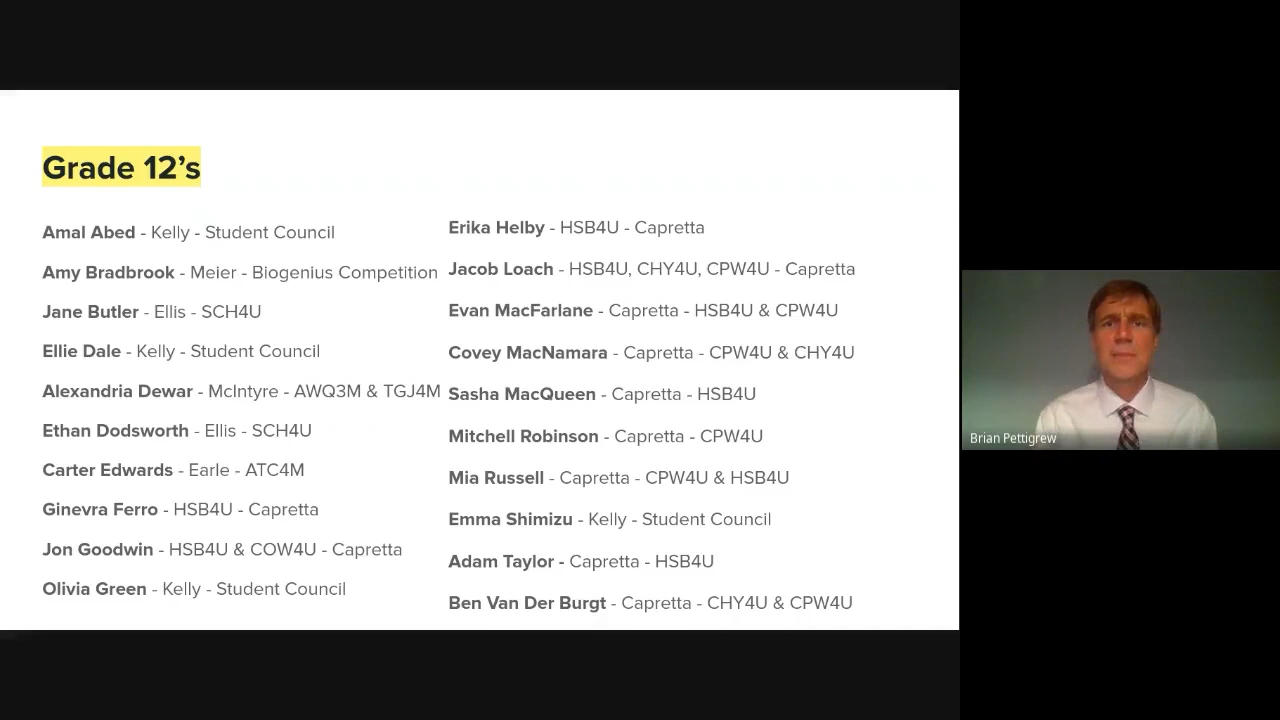 Grade 12’s
Amal Abed - Kelly - Student Council
Amy Bradbrook - Meier - Biogenius Competition
Jane Butler - Ellis - SCH4U
Ellie Dale - Kelly - Student Council
Alexandria Dewar - McIntyre - AWQ3M & TGJ4M
Ethan Dodsworth - Ellis - SCH4U
Carter Edwards - Earle - ATC4M
Ginevra Ferro - HSB4U - Capretta
Jon Goodwin - HSB4U & COW4U - Capretta
Olivia Green - Kelly - Student Council
Erika Helby - HSB4U - Capretta
Jacob Loach - HSB4U, CHY4U, CPW4U - Capretta
Evan MacFarlane - Capretta - HSB4U & CPW4U
Covey MacNamara - Capretta - CPW4U & CHY4U
Sasha MacQueen - Capretta - HSB4U
Mitchell Robinson - Capretta - CPW4U
Mia Russell - Capretta - CPW4U & HSB4U
Emma Shimizu - Kelly - Student Council
Adam Taylor - Capretta - HSB4U
Ben Van Der Burgt - Capretta - CHY4U & CPW4U
Brian Pettigrew